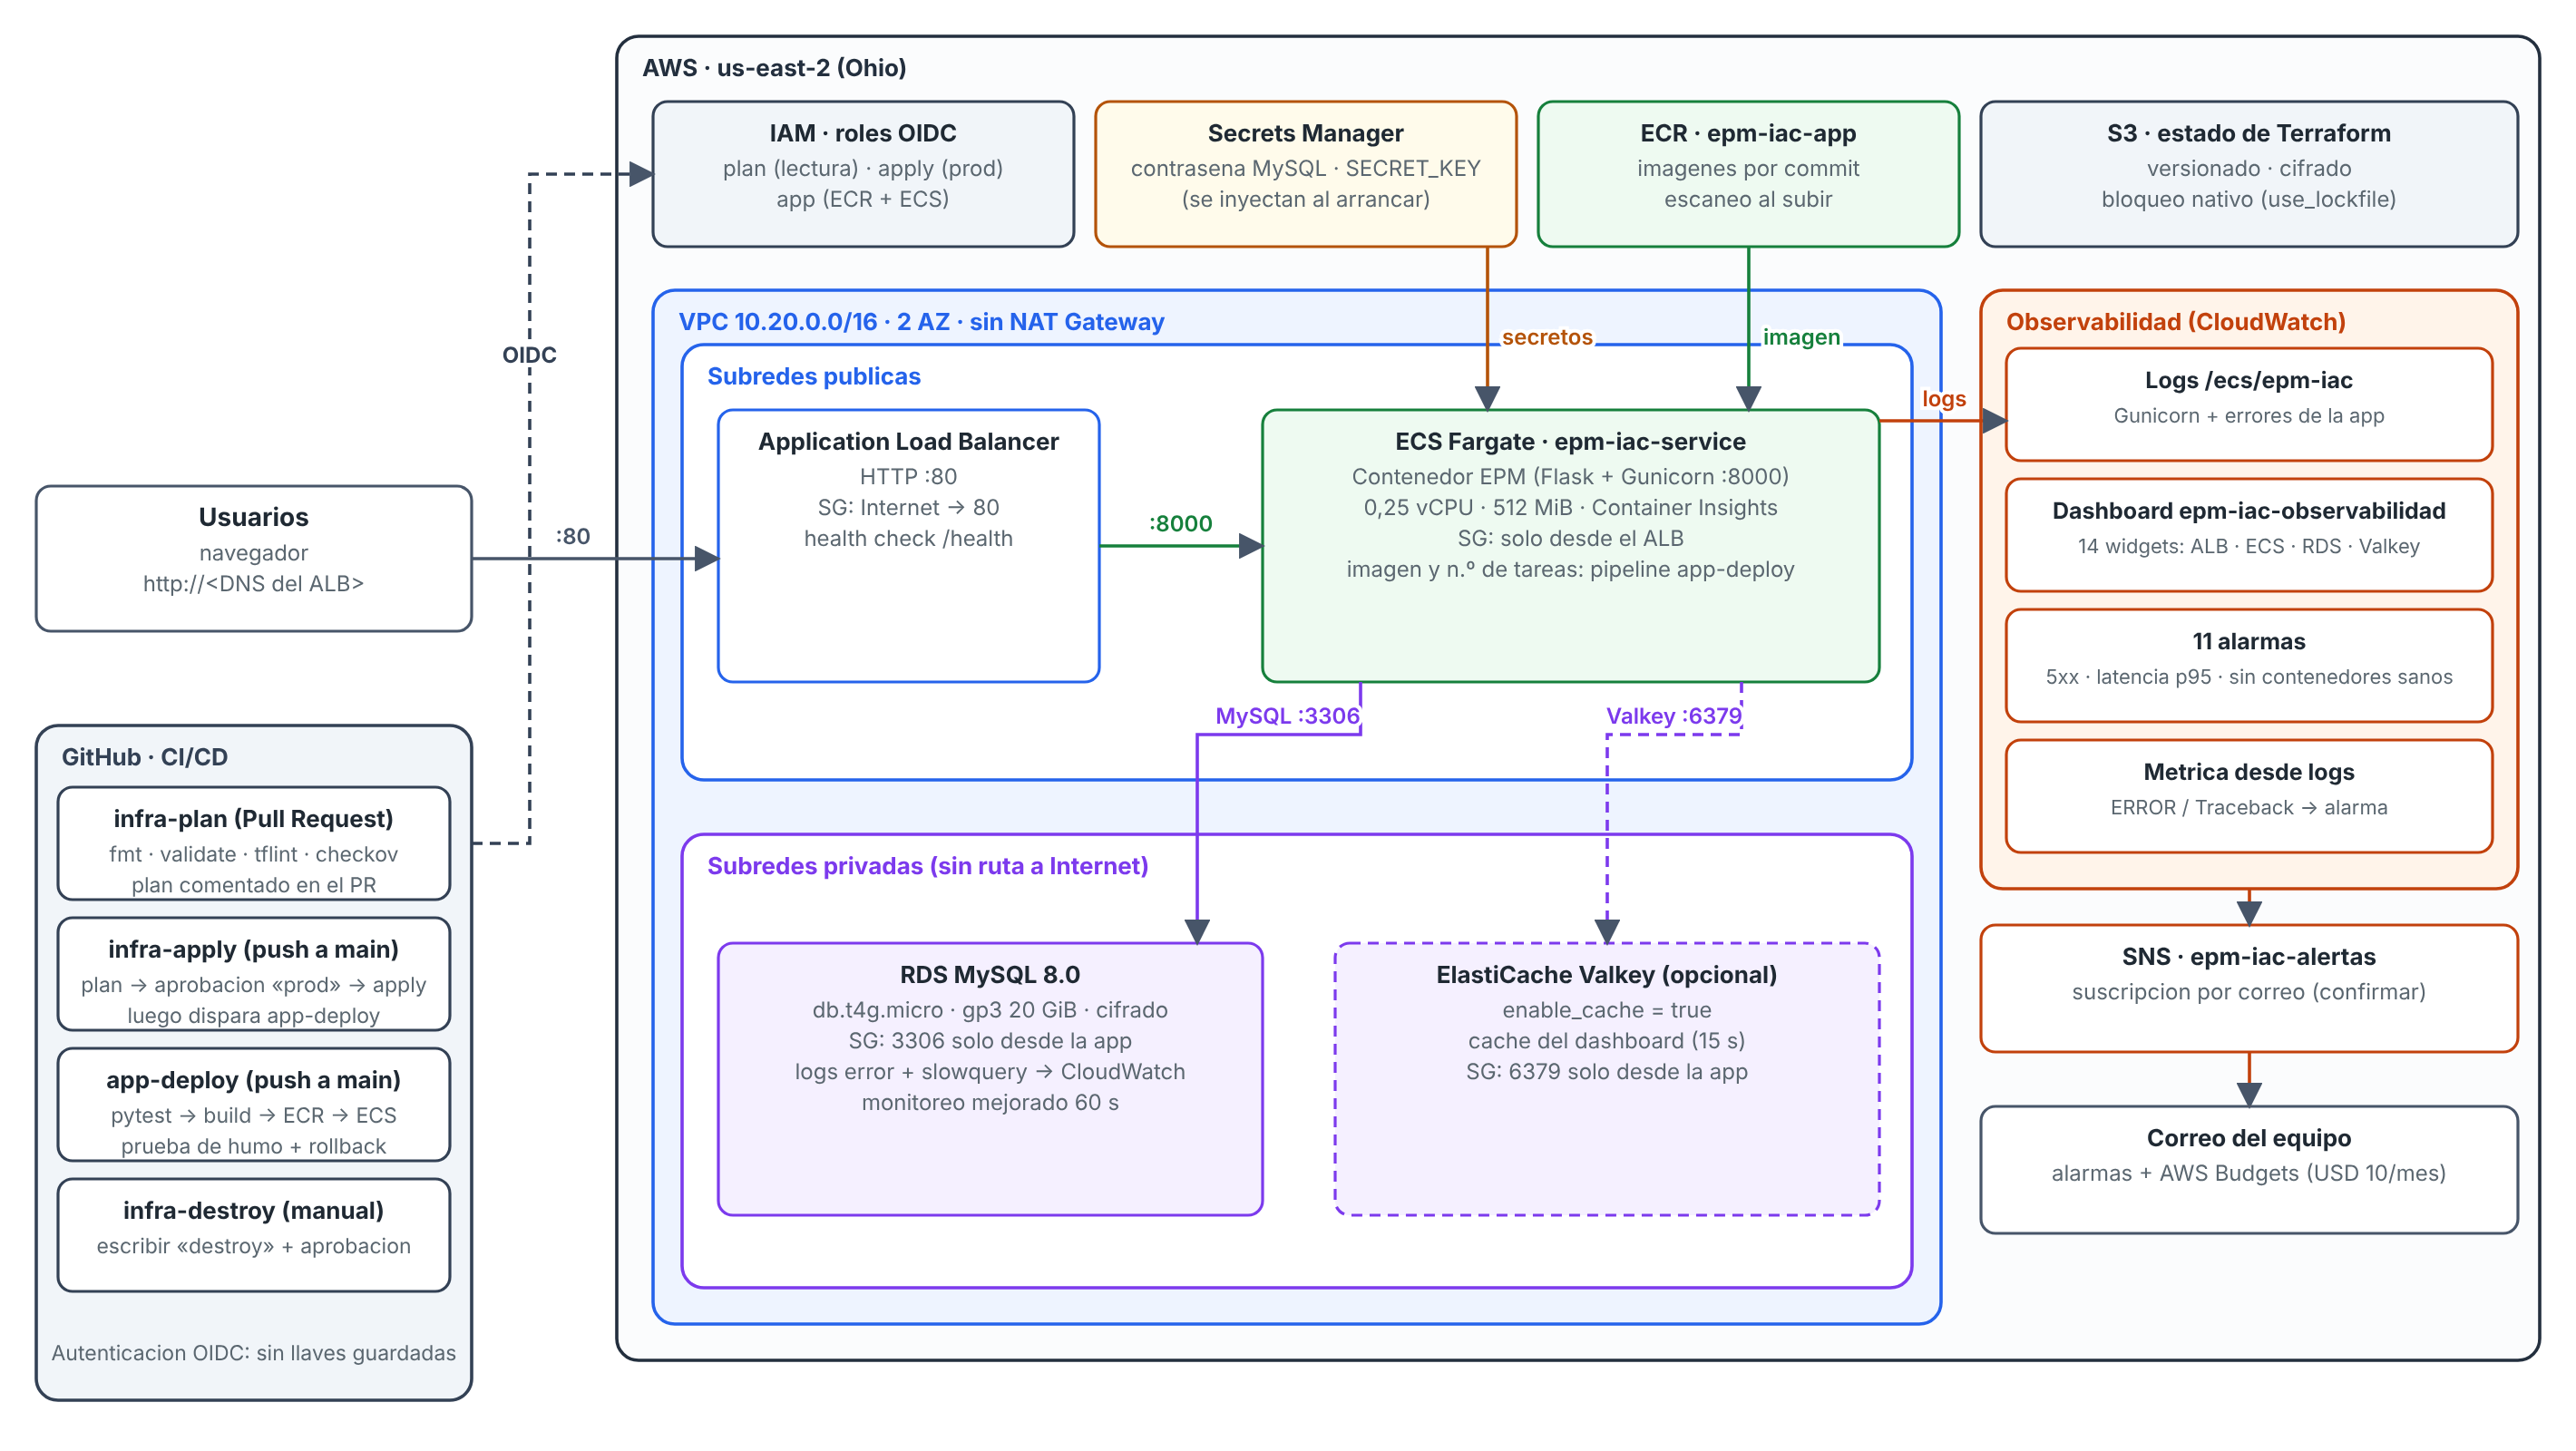 AWS · us-east-2 (Ohio)
IAM · roles OIDC
plan (lectura) · apply (prod)
app (ECR + ECS)
Secrets Manager
contrasena MySQL · SECRET_KEY
(se inyectan al arrancar)
ECR · epm-iac-app
imagenes por commit
escaneo al subir
S3 · estado de Terraform
versionado · cifrado
bloqueo nativo (use_lockfile)
OIDC
VPC 10.20.0.0/16 · 2 AZ · sin NAT Gateway
secretos
imagen
Subredes publicas
Application Load Balancer
HTTP :80
SG: Internet → 80
health check /health
:8000
ECS Fargate · epm-iac-service
Contenedor EPM (Flask + Gunicorn :8000)
0,25 vCPU · 512 MiB · Container Insights
SG: solo desde el ALB
imagen y n.º de tareas: pipeline app-deploy
logs
Usuarios
navegador
http://<DNS del ALB>
:80
MySQL :3306
Valkey :6379
Subredes privadas (sin ruta a Internet)
RDS MySQL 8.0
db.t4g.micro · gp3 20 GiB · cifrado
SG: 3306 solo desde la app
logs error + slowquery → CloudWatch
monitoreo mejorado 60 s
ElastiCache Valkey (opcional)
enable_cache = true
cache del dashboard (15 s)
SG: 6379 solo desde la app
Observabilidad (CloudWatch)
Logs /ecs/epm-iac
Gunicorn + errores de la app
Dashboard epm-iac-observabilidad
14 widgets: ALB · ECS · RDS · Valkey
11 alarmas
5xx · latencia p95 · sin contenedores sanos
Metrica desde logs
ERROR / Traceback → alarma
SNS · epm-iac-alertas
suscripcion por correo (confirmar)
Correo del equipo
alarmas + AWS Budgets (USD 10/mes)
GitHub · CI/CD
infra-plan (Pull Request)
fmt · validate · tflint · checkov
plan comentado en el PR
infra-apply (push a main)
plan → aprobacion «prod» → apply
luego dispara app-deploy
app-deploy (push a main)
pytest → build → ECR → ECS
prueba de humo + rollback
infra-destroy (manual)
escribir «destroy» + aprobacion
Autenticacion OIDC: sin llaves guardadas